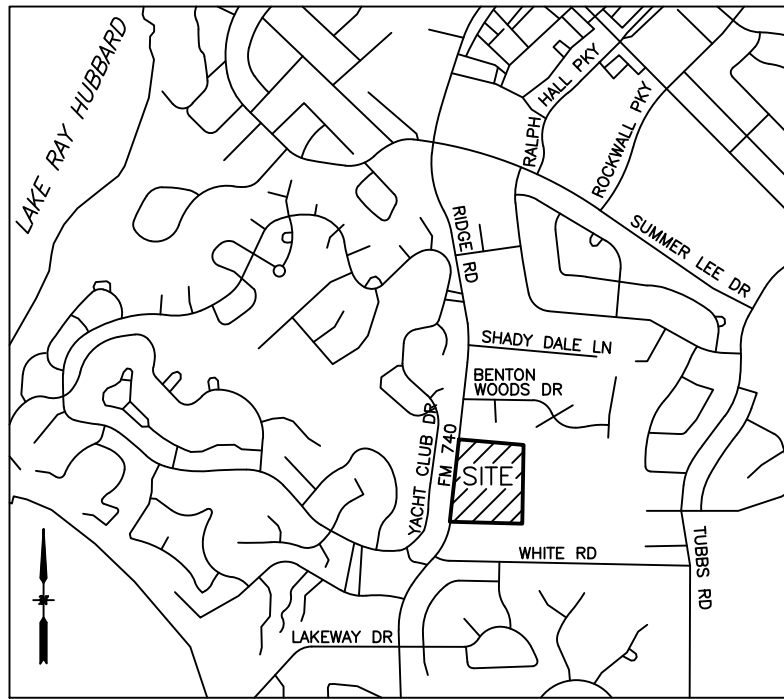 LAKE RAY HUBBARD
RALPH HALL PKY
ROCKWALL PKY
RIDGE RD
SUMMER LEE DR
SHADY DALE LN
BENTON
WOODS DR
YACHT CLUB DR
FM 740
SITE
WHITE RD
TUBBS RD
LAKEWAY DR
N